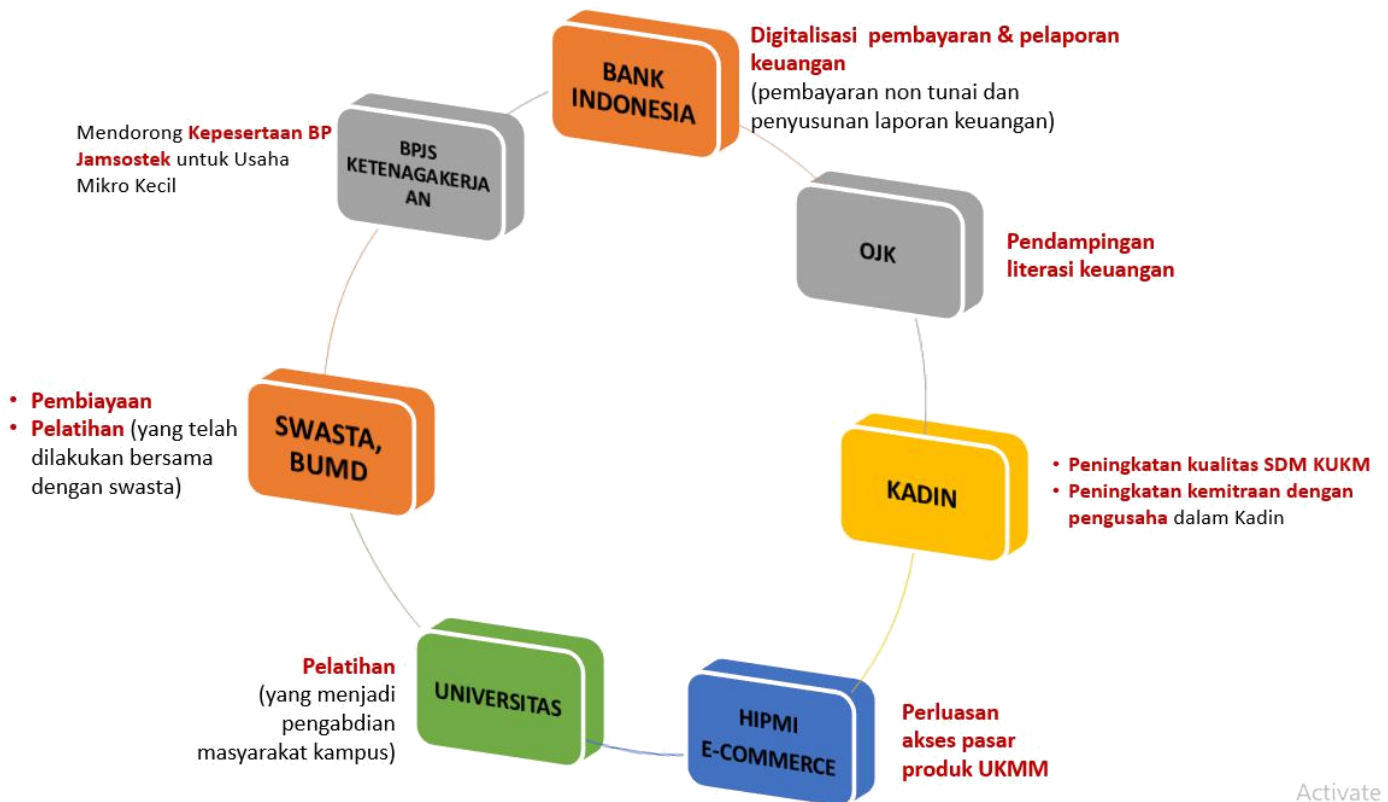 BANK
INDONESIA
Digitalisasi pembayaran & pelaporan
keuangan
(pembayaran non tunai dan
penyusunan laporan keuangan)
OJK
Pendampingan
literasi keuangan
KADIN
• Peningkatan kualitas SDM KUKM
• Peningkatan kemitraan dengan
pengusaha dalam Kadin
HIPMI
E-COMMERCE
Perluasan
akses pasar
produk UKMM
UNIVERSITAS
Pelatihan
(yang menjadi
pengabdian
masyarakat kampus)
SWASTA,
BUMD
• Pembiayaan
• Pelatihan (yang telah
dilakukan bersama
dengan swasta)
BPJS
KETENAGAKERJA
AN
Mendorong Kepesertaan BP
Jamsostek untuk Usaha
Mikro Kecil
Activate